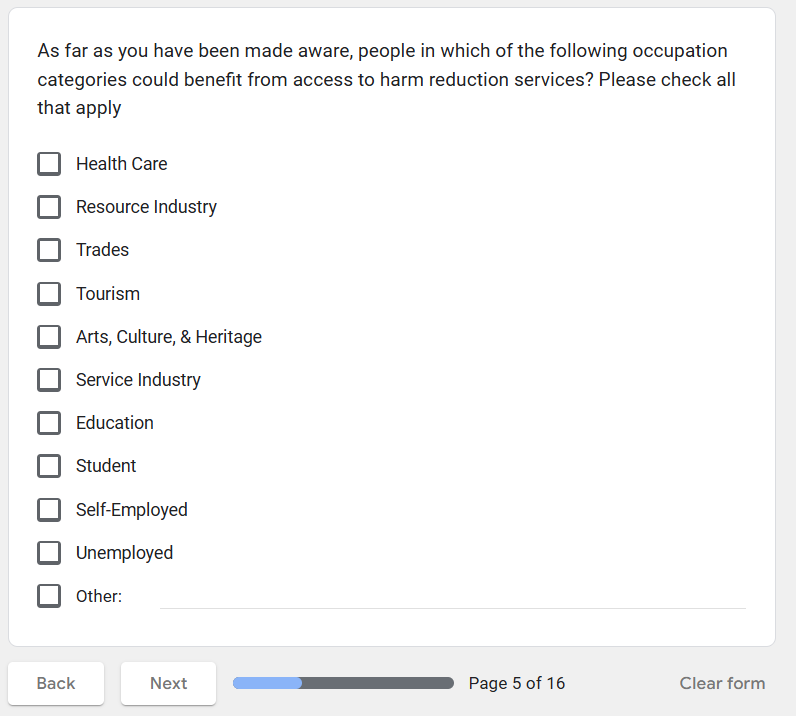 As far as you have been made aware, people in which of the following occupation
categories could benefit from access to harm reduction services? Please check all
that apply
Health Care
Resource Industry
Trades
Tourism
Arts, Culture, & Heritage
Service Industry
Education
Student
Self-Employed
Unemployed
Other:
Back Next Page 5 of 16 Clear form